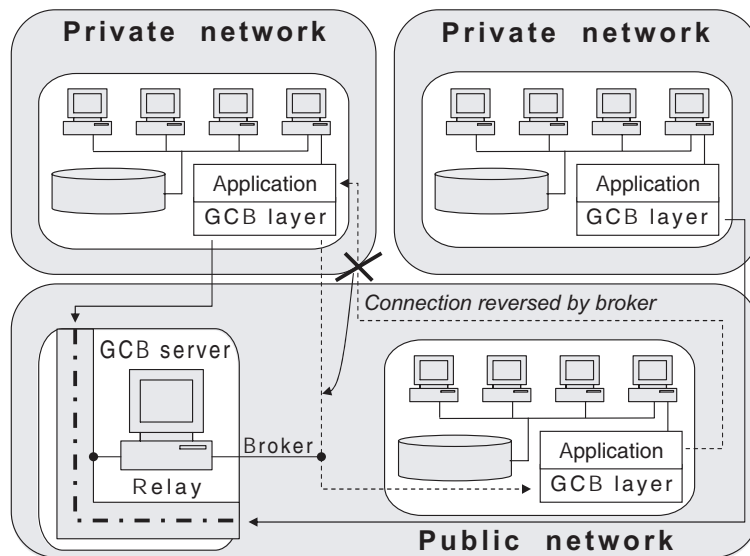 Private network
Private network
Application
GCB layer
Application
GCB layer
Connection reversed by broker
GCB server
Broker
Relay
Application
GCB layer
Public network